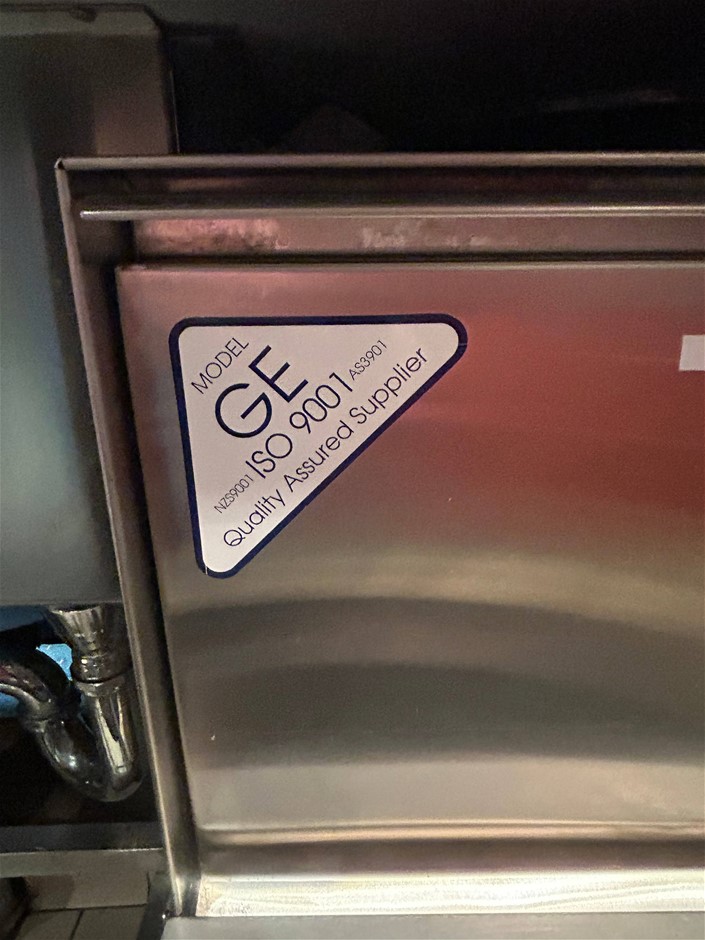 MODEL
GE
NZS9001 ISO 9001 AS3901
Quality Assured Supplier